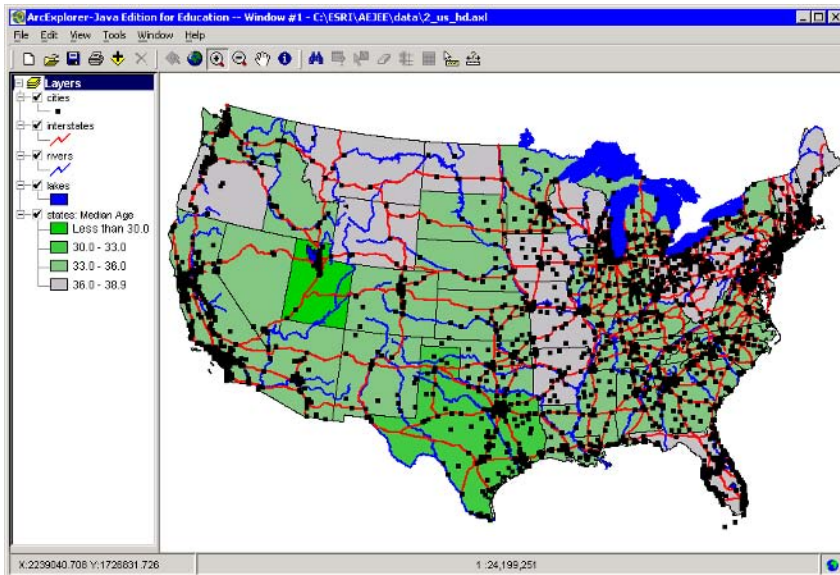 ArcExplorer-Java Edition for Education -- Window #1 - C:\ESRI\AEJEE\data\2_us_hd.axl
File Edit View Tools Window Help
Layers
cities
interstates
rivers
lakes
states: Median Age
Less than 30.0
30.0 - 33.0
33.0 - 36.0
36.0 - 38.9
X:2239040.708 Y:1726831.726
1 :24,199,251